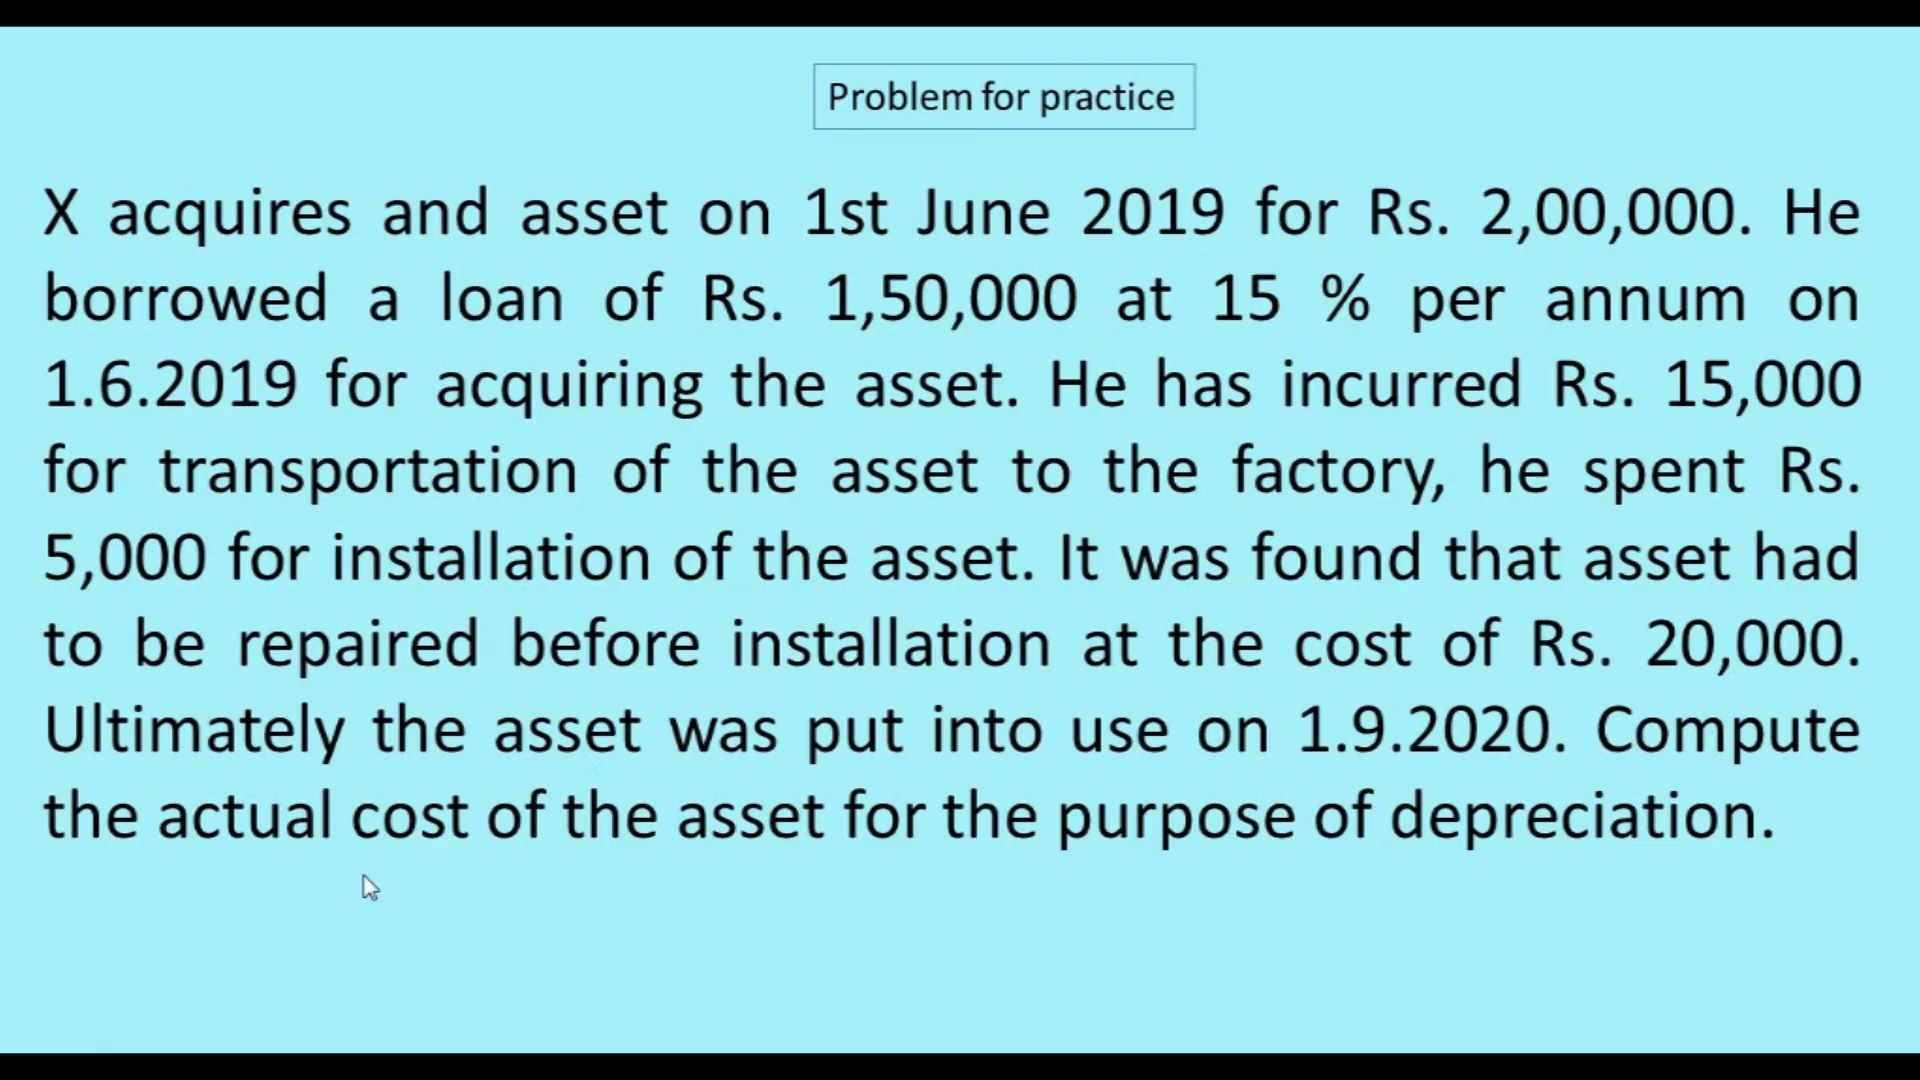 Problem for practice
X acquires and asset on 1st June 2019 for Rs. 2,00,000. He
borrowed a loan of Rs. 1,50,000 at 15 % per annum on
1.6.2019 for acquiring the asset. He has incurred Rs. 15,000
for transportation of the asset to the factory, he spent Rs.
5,000 for installation of the asset. It was found that asset had
to be repaired before installation at the cost of Rs. 20,000.
Ultimately the asset was put into use on 1.9.2020. Compute
the actual cost of the asset for the purpose of depreciation.